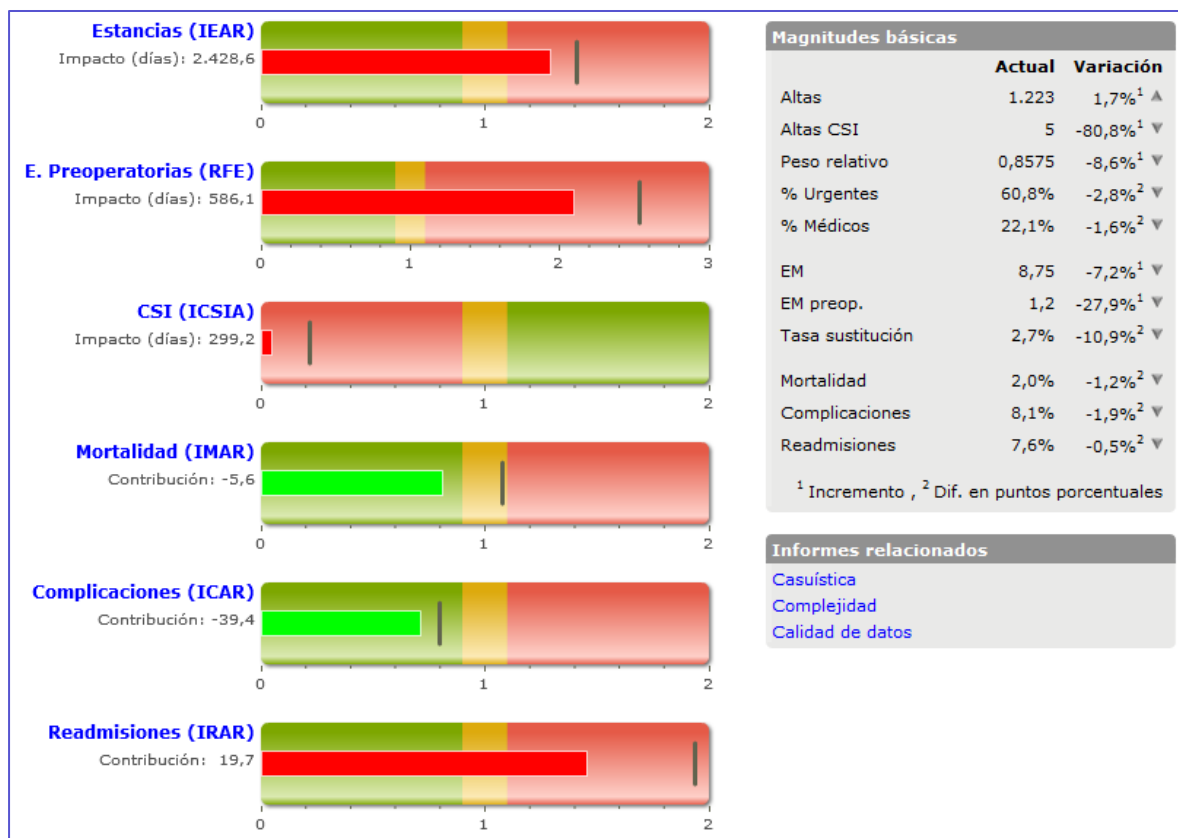 Estancias (IEAR)
Impacto (días): 2.428,6
0 1 2
E. Preoperatorias (RFE)
Impacto (días): 586,1
0 1 2 3
CSI (ICSIA)
Impacto (días): 299,2
0 1 2
Mortalidad (IMAR)
Contribución: -5,6
0 1 2
Complicaciones (ICAR)
Contribución: -39,4
0 1 2
Readmisiones (IRAR)
Contribución: 19,7
0 1 2
Magnitudes básicas
Actual Variación
Altas 1.223 1,7%¹
Altas CSI 5 -80,8%¹
Peso relativo 0,8575 -8,6%¹
% Urgentes 60,8% -2,8%²
% Médicos 22,1% -1,6%²
EM 8,75 -7,2%¹
EM preop. 1,2 -27,9%¹
Tasa sustitución 2,7% -10,9%²
Mortalidad 2,0% -1,2%²
Complicaciones 8,1% -1,9%²
Readmisiones 7,6% -0,5%²
¹ Incremento , ² Dif. en puntos porcentuales
Informes relacionados
Casuística
Complejidad
Calidad de datos